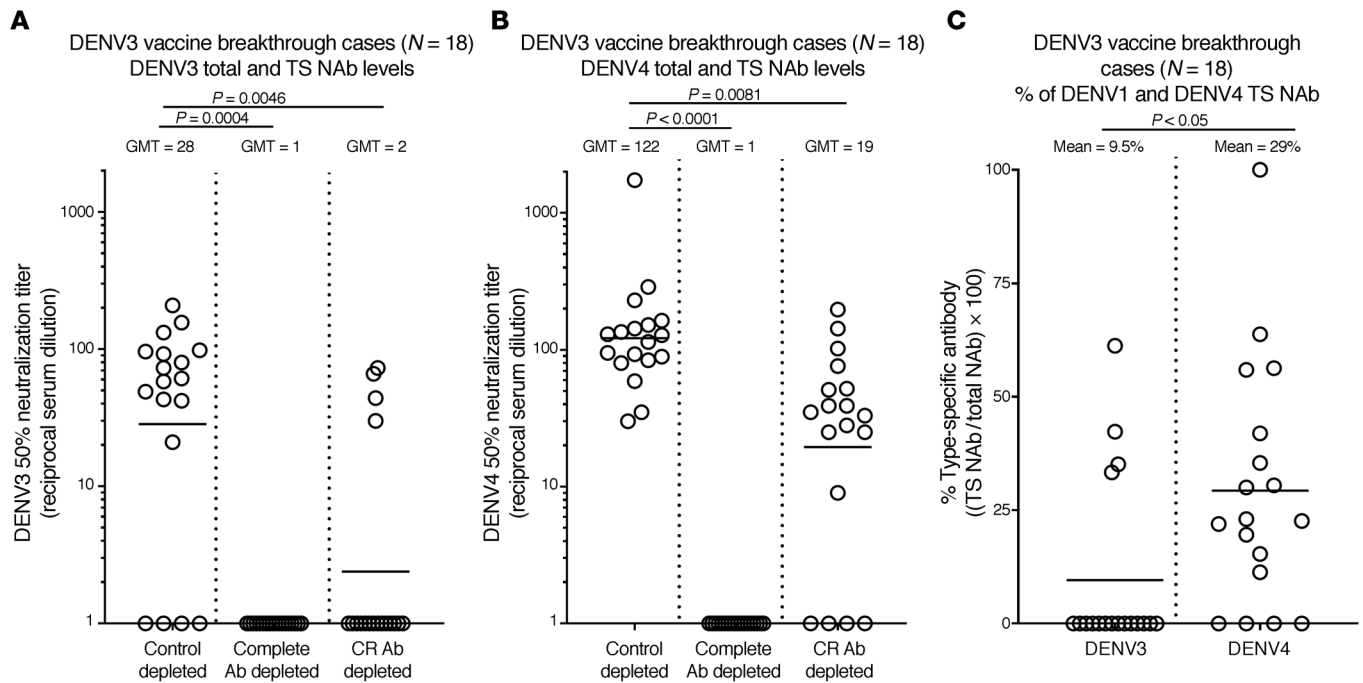 A
DENV3 vaccine breakthrough cases (N = 18)
DENV3 total and TS NAb levels
P = 0.0046
P = 0.0004
GMT = 28
GMT = 1
GMT = 2
DENV3 50% neutralization titer
(reciprocal serum dilution)
1000
100
10
1
Control
depleted
Complete
Ab depleted
CR Ab
depleted
B
DENV3 vaccine breakthrough cases (N = 18)
DENV4 total and TS NAb levels
P = 0.0081
P < 0.0001
GMT = 122
GMT = 1
GMT = 19
DENV4 50% neutralization titer
(reciprocal serum dilution)
1000
100
10
1
Control
depleted
Complete
Ab depleted
CR Ab
depleted
C
DENV3 vaccine breakthrough
cases (N = 18)
% of DENV1 and DENV4 TS NAb
P < 0.05
Mean = 9.5%
Mean = 29%
% Type-specific antibody
((TS NAb/total NAb) × 100)
100
75
50
25
0
DENV3
DENV4